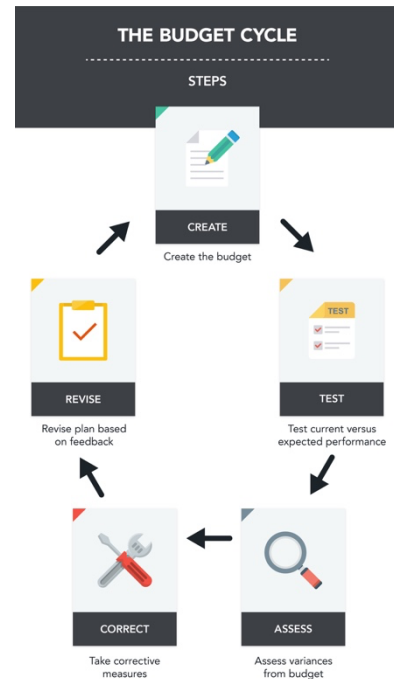 THE BUDGET CYCLE
STEPS
CREATE
Create the budget
TEST
TEST
Test current versus
expected performance
ASSESS
Assess variances
from budget
CORRECT
Take corrective
measures
REVISE
Revise plan based
on feedback